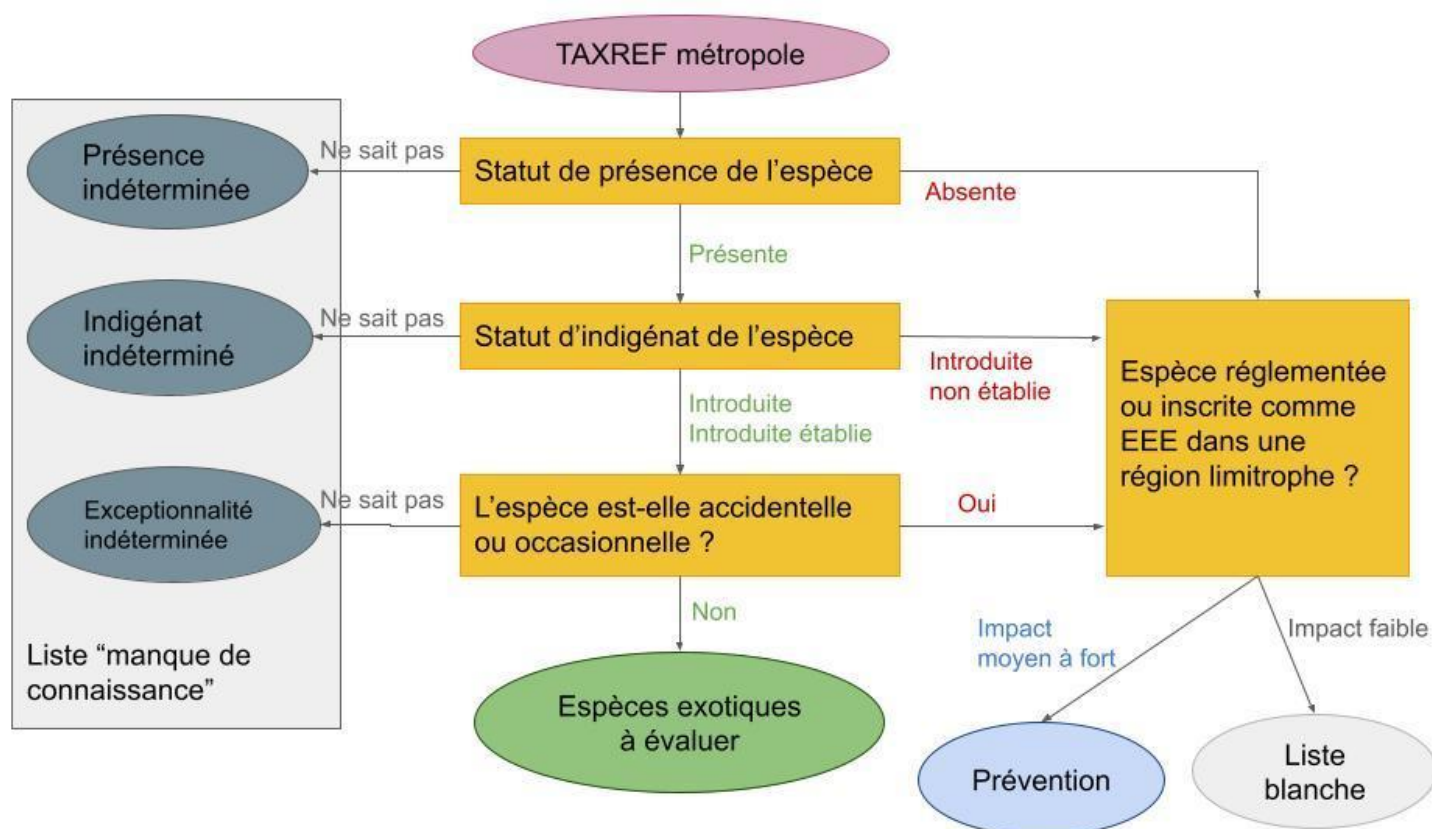 TAXREF métropole
Présence
indéterminée
Ne sait pas
Statut de présence de l’espèce
Absente
Présente
Indigénat
indéterminé
Ne sait pas
Statut d’indigénat de l’espèce
Introduite
non établie
Espèce réglementée
ou inscrite comme
EEE dans une
région limitrophe ?
Introduite
Introduite établie
Exceptionnalité
indéterminée
Ne sait pas
L’espèce est-elle accidentelle
ou occasionnelle ?
Oui
Non
Impact
moyen à fort
Impact faible
Liste “manque de
connaissance”
Espèces exotiques
à évaluer
Prévention
Liste
blanche